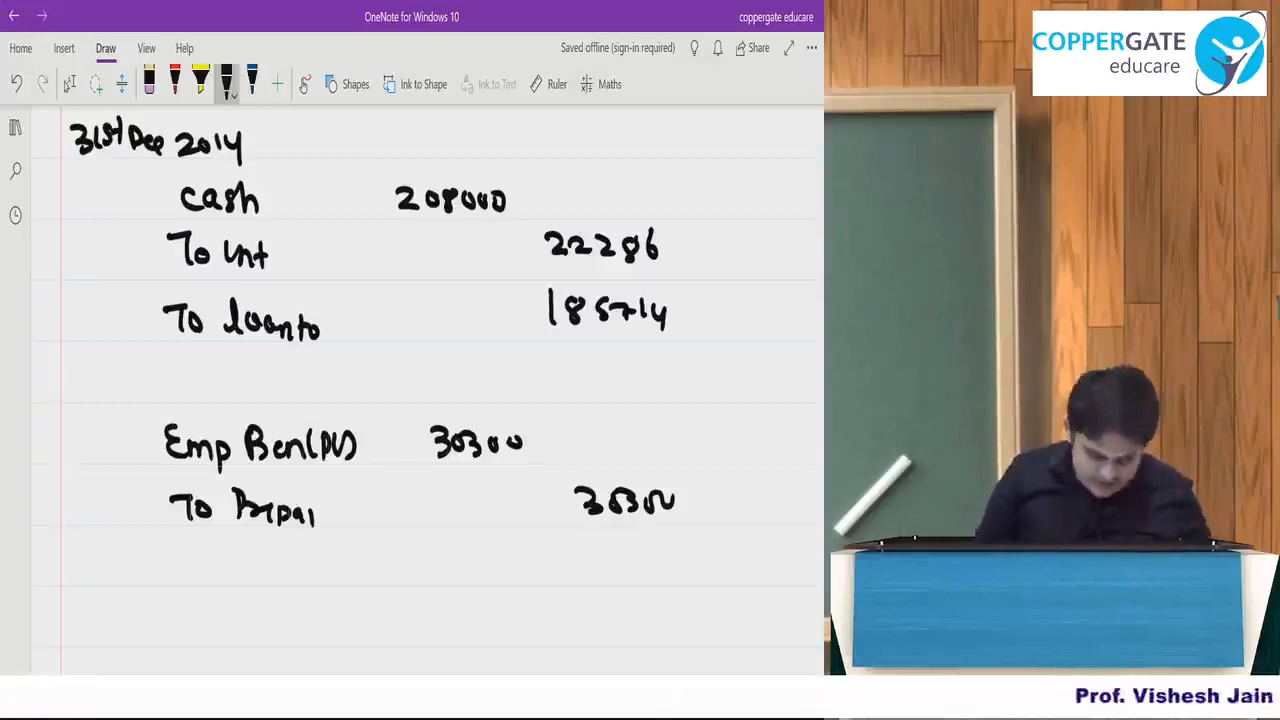 OneNote for Windows 10
coppergate educare
Home Insert Draw View Help
Saved offline (sign-in required)
Share
Shapes Ink to Shape Ink to Text Ruler Maths
COPPERGATE
educare
31st Dec 2014
Cash 208000
To Int 22286
To loan to 185714
Emp Ben(PL) 30300
To Prepaid 30300
Prof. Vishesh Jain